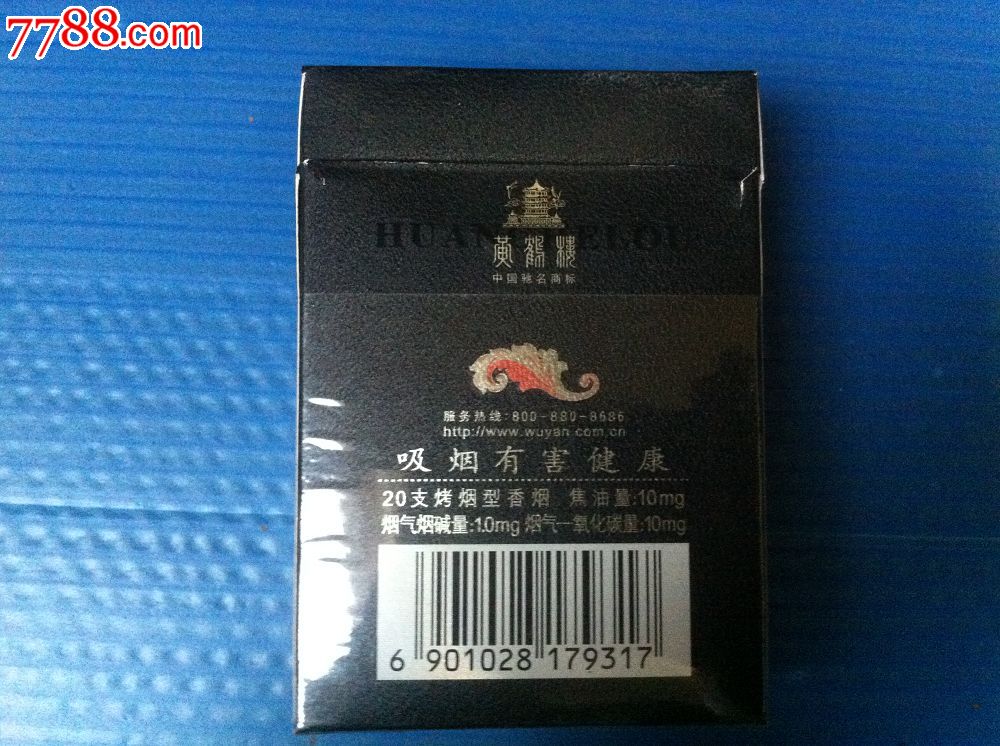 7788.com
HUANGHELOU
黄鹤楼
中国驰名商标
服务热线:800-880-8686
http://www.wuyan.com.cn
吸烟有害健康
20支烤烟型香烟 焦油量:10mg
烟气烟碱量:1.0mg 烟气一氧化碳量:10mg
6 901028 179317